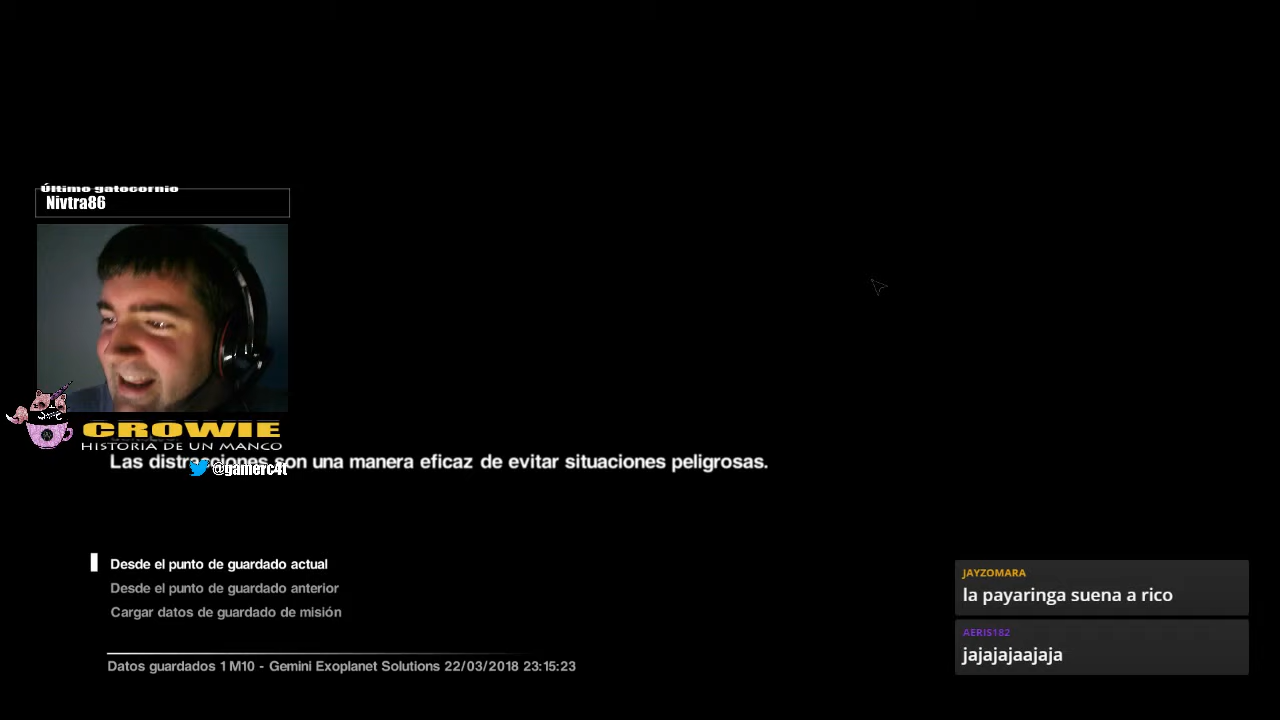 Último gatocornio
Nivtra86
CROWIE
HISTORIA DE UN MANCO
Las distracciones son una manera eficaz de evitar situaciones peligrosas.
@gamerc4t
Desde el punto de guardado actual
Desde el punto de guardado anterior
Cargar datos de guardado de misión
Datos guardados 1 M10 - Gemini Exoplanet Solutions 22/03/2018 23:15:23
JAYZOMARA
la payaringa suena a rico
AERIS182
jajajajaajaja